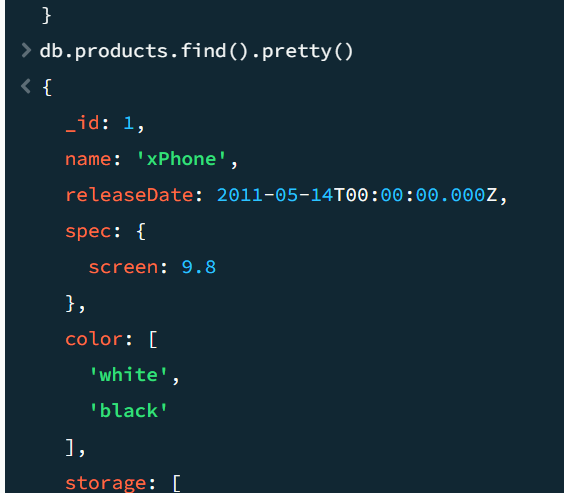 }
> db.products.find().pretty()
< {
_id: 1,
name: 'xPhone',
releaseDate: 2011-05-14T00:00:00.000Z,
spec: {
screen: 9.8
},
color: [
'white',
'black'
],
storage: [